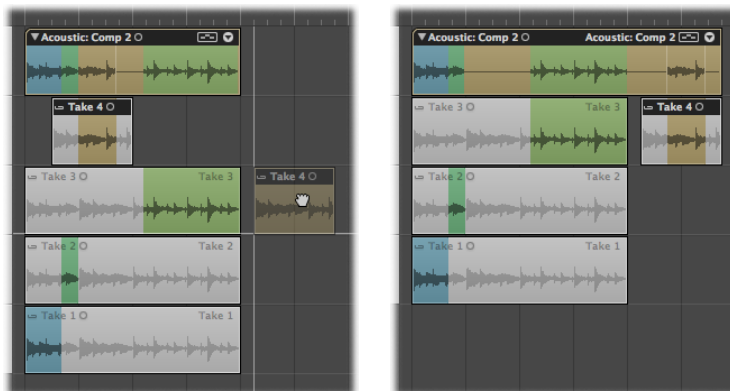 Acoustic: Comp 2
Take 4
Take 3 Take 3
Take 4
Take 2 Take 2
Take 1 Take 1
Acoustic: Comp 2 Acoustic: Comp 2
Take 3 Take 3
Take 4
Take 2 Take 2
Take 1 Take 1